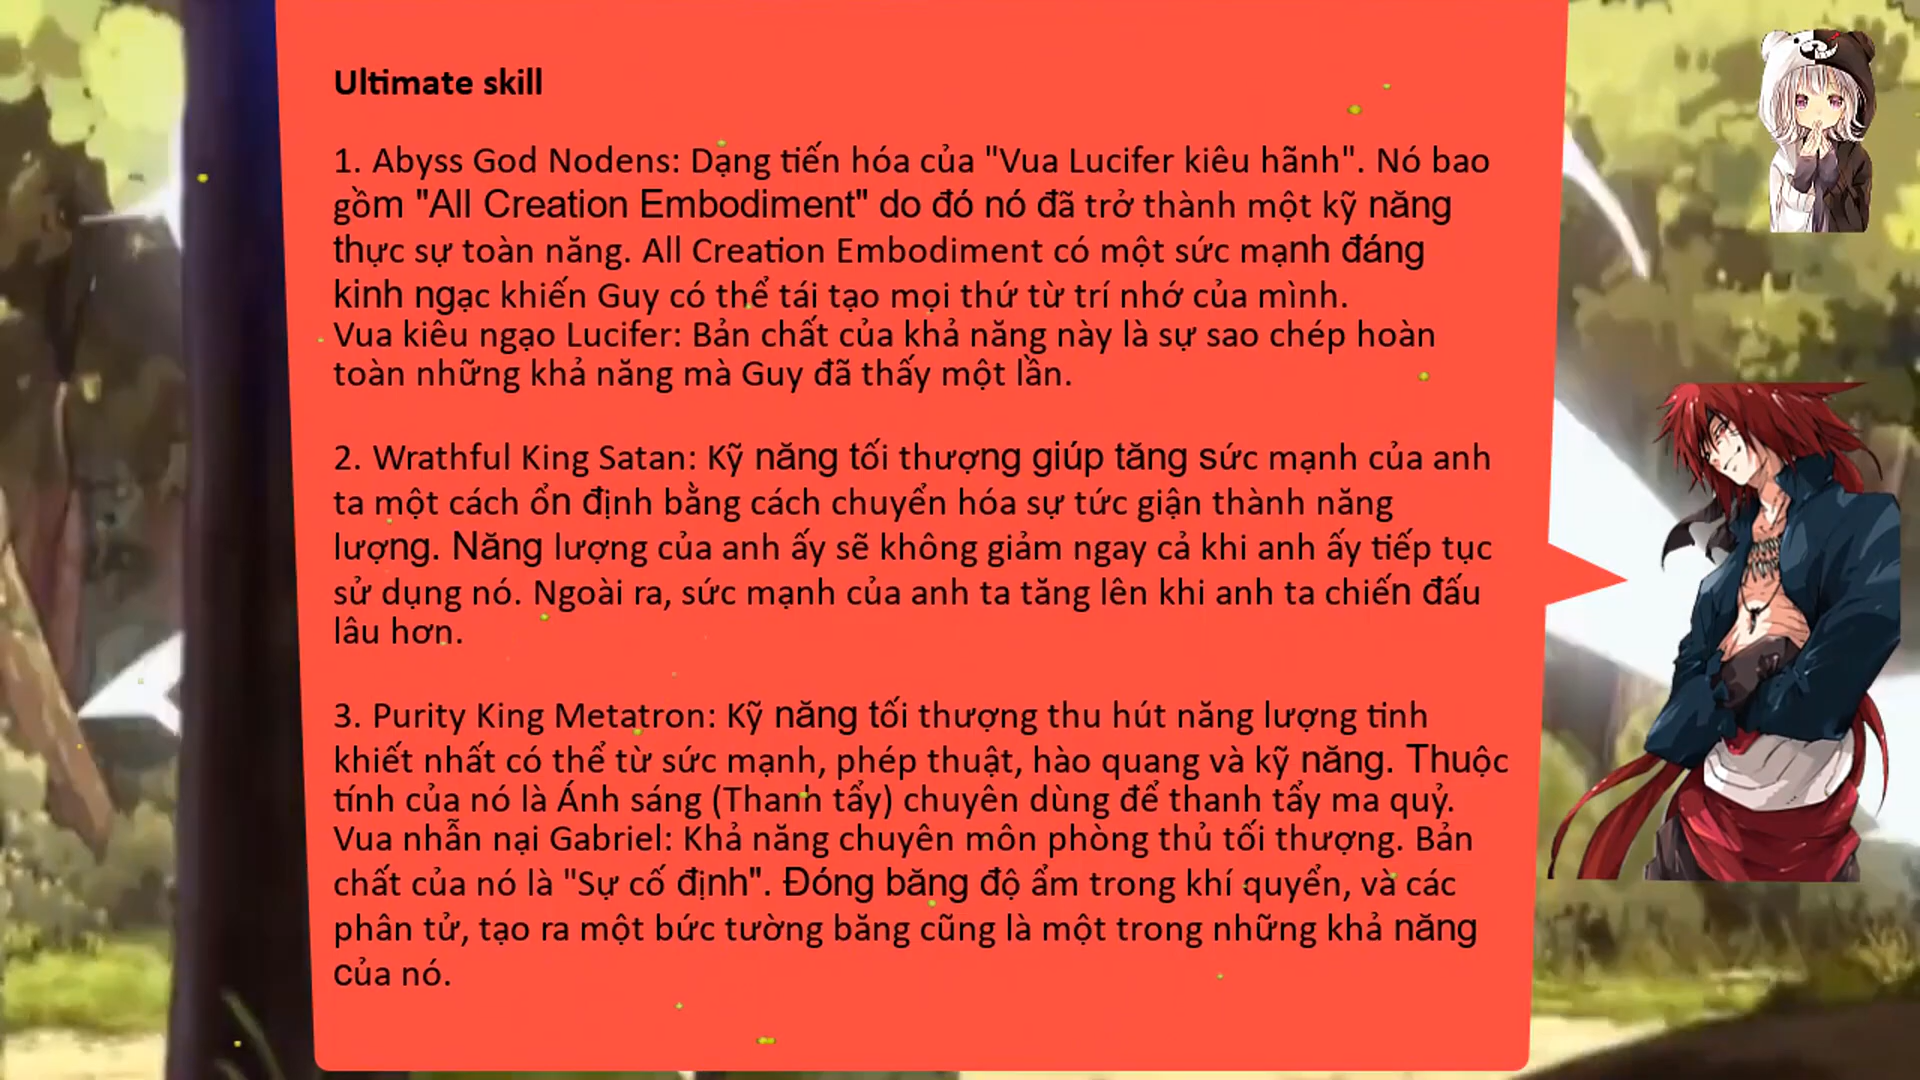 Ultimate skill
1. Abyss God Nodens: Dạng tiến hóa của "Vua Lucifer kiêu hãnh". Nó bao
gồm "All Creation Embodiment" do đó nó đã trở thành một kỹ năng
thực sự toàn năng. All Creation Embodiment có một sức mạnh đáng
kinh ngạc khiến Guy có thể tái tạo mọi thứ từ trí nhớ của mình.
Vua kiêu ngạo Lucifer: Bản chất của khả năng này là sự sao chép hoàn
toàn những khả năng mà Guy đã thấy một lần.
2. Wrathful King Satan: Kỹ năng tối thượng giúp tăng sức mạnh của anh
ta một cách ổn định bằng cách chuyển hóa sự tức giận thành năng
lượng. Năng lượng của anh ấy sẽ không giảm ngay cả khi anh ấy tiếp tục
sử dụng nó. Ngoài ra, sức mạnh của anh ta tăng lên khi anh ta chiến đấu
lâu hơn.
3. Purity King Metatron: Kỹ năng tối thượng thu hút năng lượng tinh
khiết nhất có thể từ sức mạnh, phép thuật, hào quang và kỹ năng. Thuộc
tính của nó là Ánh sáng (Thanh tẩy) chuyên dùng để thanh tẩy ma quỷ.
Vua nhẫn nại Gabriel: Khả năng chuyên môn phòng thủ tối thượng. Bản
chất của nó là "Sự cố định". Đóng băng độ ẩm trong khí quyển, và các
phân tử, tạo ra một bức tường băng cũng là một trong những khả năng
của nó.